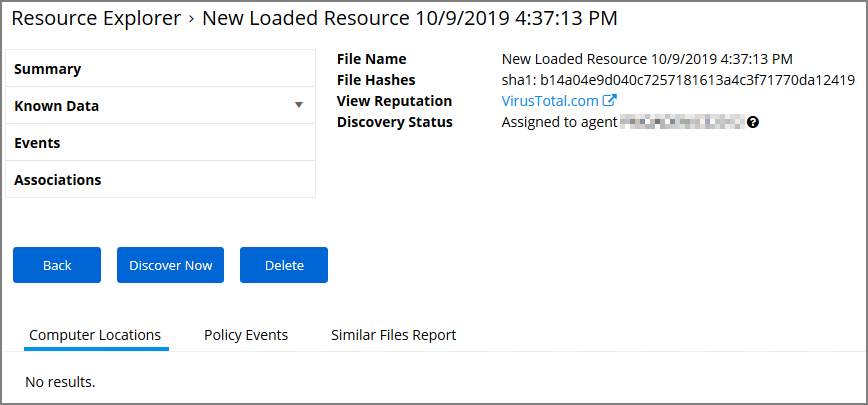 Resource Explorer › New Loaded Resource 10/9/2019 4:37:13 PM
Summary
Known Data
Events
Associations
File Name New Loaded Resource 10/9/2019 4:37:13 PM
File Hashes sha1: b14a04e9d040c7257181613a4c3f71770da12419
View Reputation VirusTotal.com
Discovery Status Assigned to agent
Back Discover Now Delete
Computer Locations Policy Events Similar Files Report
No results.